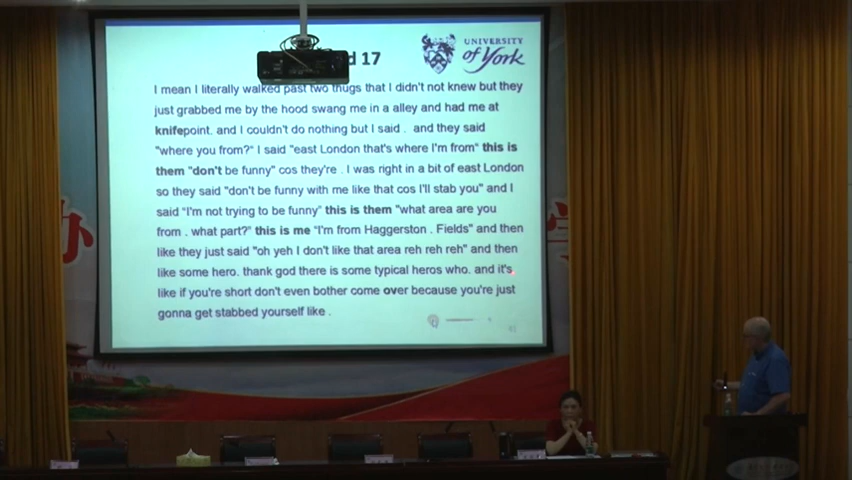 17
UNIVERSITY
of York
I mean I literally walked past two thugs that I didn't not knew but they
just grabbed me by the hood swang me in a alley and had me at
knifepoint. and I couldn't do nothing but I said . and they said
"where you from?" I said "east London that's where I'm from" this is
them "don't be funy" cos they're . I was right in a bit of east London
so they said "don't be funny with me like that cos I'll stab you" and I
said "I'm not trying to be funny" this is them "what area are you
from . what part?" this is me "I'm from Haggerston . Fields" and then
like they just said "oh yeh I don't like that area reh reh reh" and then
like some hero. thank god there is some typical heros who. and it's
like if you're short don't even bother come over because you're just
gonna get stabbed yourself like .